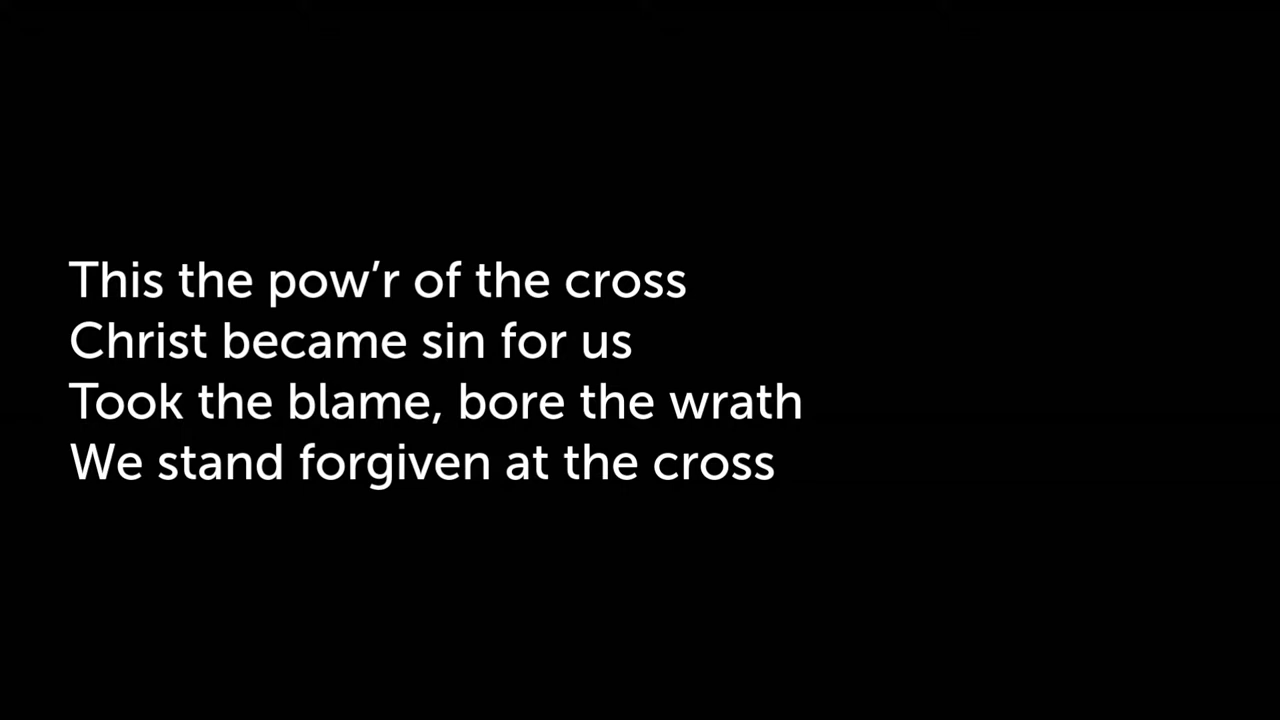 This the pow’r of the cross
Christ became sin for us
Took the blame, bore the wrath
We stand forgiven at the cross